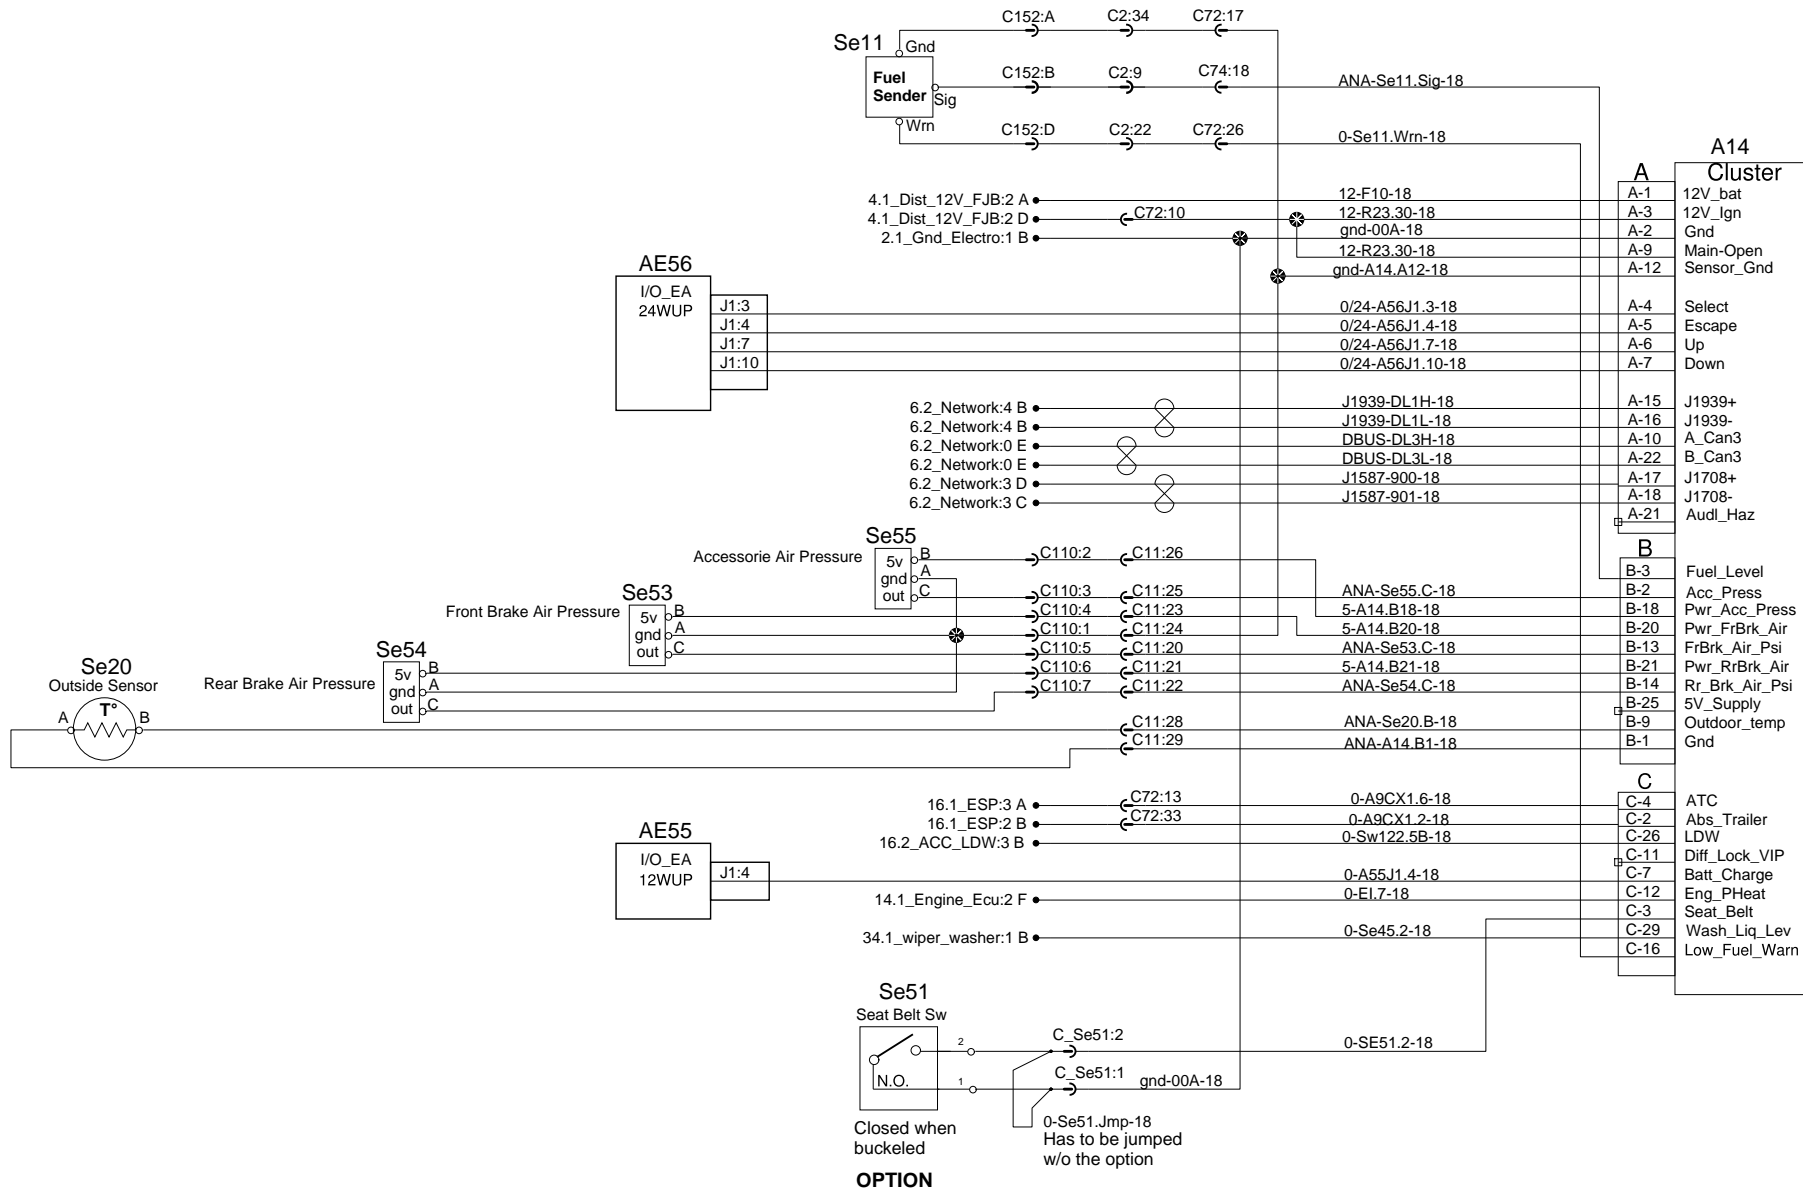 C152:A C2:34 C72:17
Se11
Gnd
Fuel
Sender
Sig
Wrn
C152:B C2:9 C74:18 ANA-Se11.Sig-18
C152:D C2:22 C72:26 0-Se11.Wrn-18
A14
Cluster
A
4.1_Dist_12V_FJB:2 A 12-F10-18 A-1 12V_bat
4.1_Dist_12V_FJB:2 D C72:10 12-R23.30-18 A-3 12V_Ign
2.1_Gnd_Electro:1 B gnd-00A-18 A-2 Gnd
12-R23.30-18 A-9 Main-Open
gnd-A14.A12-18 A-12 Sensor_Gnd
AE56
I/O_EA
24WUP
J1:3 0/24-A56J1.3-18 A-4 Select
J1:4 0/24-A56J1.4-18 A-5 Escape
J1:7 0/24-A56J1.7-18 A-6 Up
J1:10 0/24-A56J1.10-18 A-7 Down
6.2_Network:4 B J1939-DL1H-18 A-15 J1939+
6.2_Network:4 B J1939-DL1L-18 A-16 J1939-
6.2_Network:0 E DBUS-DL3H-18 A-10 A_Can3
6.2_Network:0 E DBUS-DL3L-18 A-22 B_Can3
6.2_Network:3 D J1587-900-18 A-17 J1708+
6.2_Network:3 C J1587-901-18 A-18 J1708-
A-21 Audl_Haz
Se55
Accessorie Air Pressure
5v
gnd
out
B
A
C
C110:2 C11:26
B
B-3 Fuel_Level
C110:3 C11:25 ANA-Se55.C-18 B-2 Acc_Press
Se53
Front Brake Air Pressure
5v
gnd
out
B
A
C
C110:4 C11:23 5-A14.B18-18 B-18 Pwr_Acc_Press
C110:1 C11:24 5-A14.B20-18 B-20 Pwr_FrBrk_Air
C110:5 C11:20 ANA-Se53.C-18 B-13 FrBrk_Air_Psi
Se54
Rear Brake Air Pressure
5v
gnd
out
B
A
C
C110:6 C11:21 5-A14.B21-18 B-21 Pwr_RrBrk_Air
C110:7 C11:22 ANA-Se54.C-18 B-14 Rr_Brk_Air_Psi
B-25 5V_Supply
Se20
Outside Sensor
T°
A
B
C11:28 ANA-Se20.B-18 B-9 Outdoor_temp
C11:29 ANA-A14.B1-18 B-1 Gnd
C
16.1_ESP:3 A C72:13 0-A9CX1.6-18 C-4 ATC
16.1_ESP:2 B C72:33 0-A9CX1.2-18 C-2 Abs_Trailer
16.2_ACC_LDW:3 B 0-Sw122.5B-18 C-26 LDW
C-11 Diff_Lock_VIP
AE55
I/O_EA
12WUP
J1:4 0-A55J1.4-18 C-7 Batt_Charge
14.1_Engine_Ecu:2 F 0-EI.7-18 C-12 Eng_PHeat
C-3 Seat_Belt
34.1_wiper_washer:1 B 0-Se45.2-18 C-29 Wash_Liq_Lev
C-16 Low_Fuel_Warn
Se51
Seat Belt Sw
N.O.
2 C_Se51:2 0-SE51.2-18
1 C_Se51:1 gnd-00A-18
Closed when
buckeled
OPTION
0-Se51.Jmp-18
Has to be jumped
w/o the option